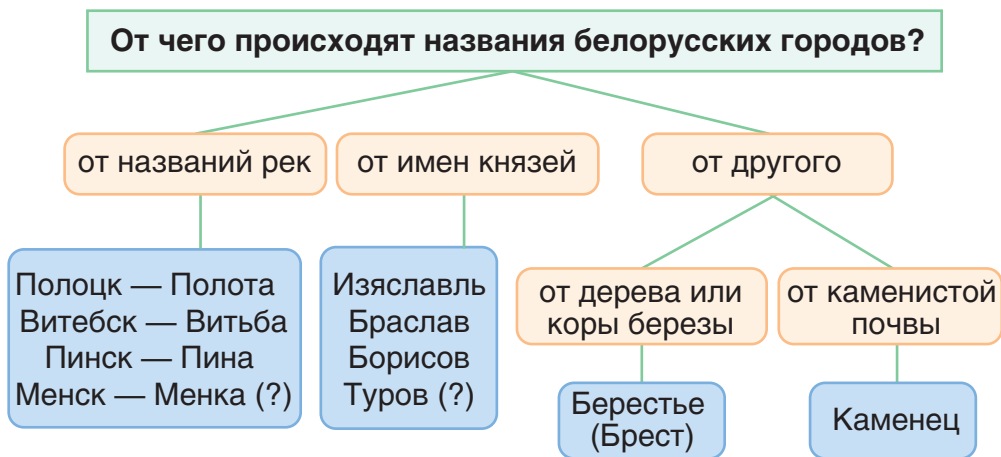 От чего происходят названия белорусских городов?
от названий рек
от имен князей
от другого
Полоцк — Полота
Витебск — Витьба
Пинск — Пина
Менск — Менка (?)
Изяславль
Браслав
Борисов
Туров (?)
от дерева или
коры березы
от каменистой
почвы
Берестье
(Брест)
Каменец